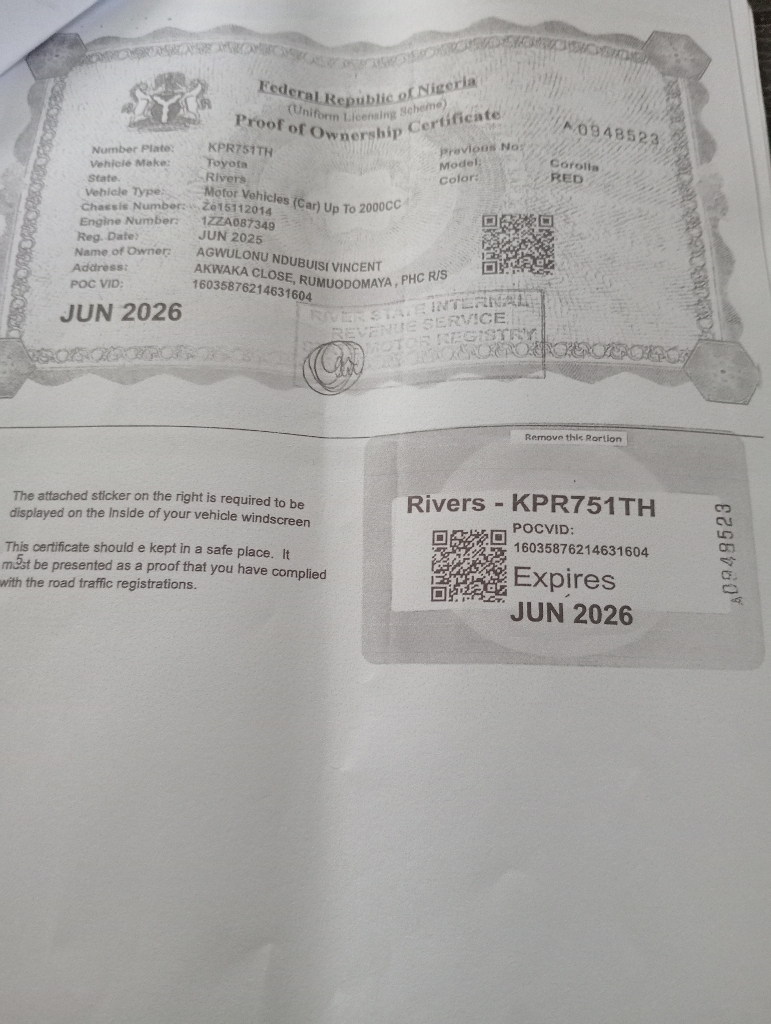 Federal Republic of Nigeria
(Uniform Licensing Scheme)
Proof of Ownership Certificate
A 0948523
Number Plate: KPR751TH
Previous No:
Vehicle Make: Toyota
Model: Corolla
State. Rivers
Color: RED
Vehicle Type: Motor Vehicles (Car) Up To 2000CC
Chassis Number: Ze15112014
Engine Number: 1ZZA087349
Reg. Date: JUN 2025
Name of Owner: AGWULONU NDUBUISI VINCENT
Address: AKWAKA CLOSE, RUMUODOMAYA , PHC R/S
POC VID: 16035876214631604
JUN 2026
RIVER STATE INTERNAL
REVENUE SERVICE
MOTOR REGISTRY
Remove this Portion
The attached sticker on the right is required to be
displayed on the Inside of your vehicle windscreen
This certificate should e kept in a safe place. It
must be presented as a proof that you have complied
with the road traffic registrations.
Rivers - KPR751TH
POCVID:
16035876214631604
Expires
JUN 2026
A0948523